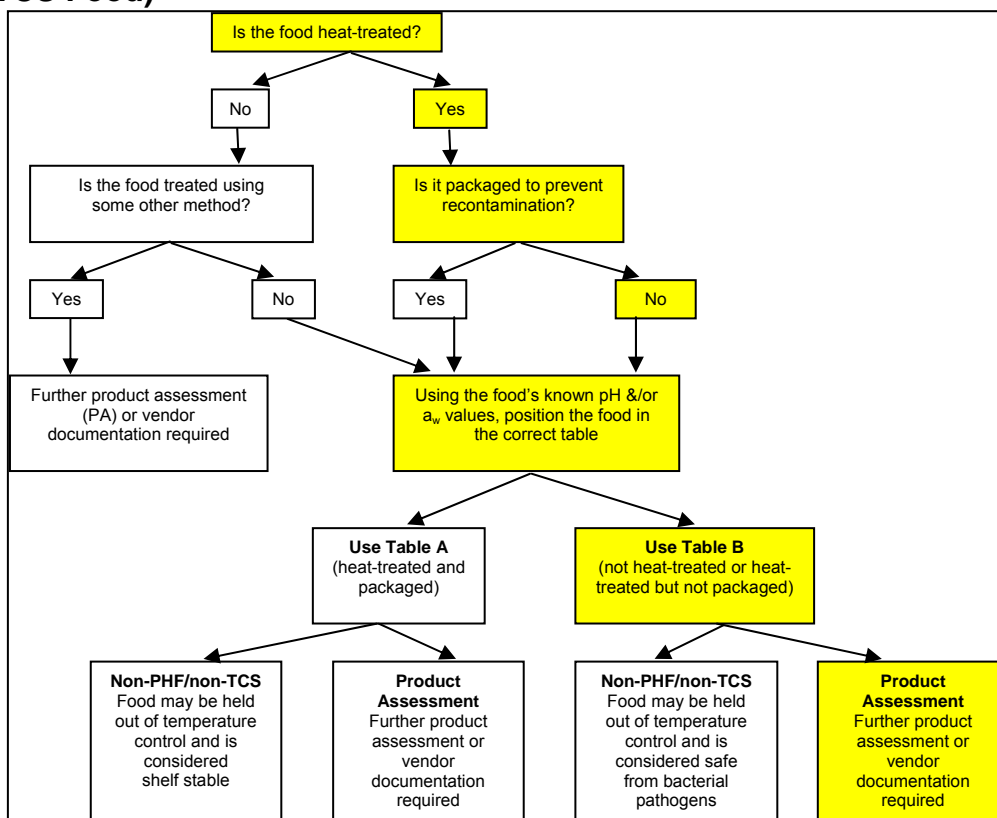 Is the food heat-treated?
No
Yes
Is the food treated using
some other method?
Is it packaged to prevent
recontamination?
Yes
No
Yes
No
Further product assessment
(PA) or vendor
documentation required
Using the food's known pH &/or
aw values, position the food in
the correct table
Use Table A
(heat-treated and
packaged)
Use Table B
(not heat-treated or heat-
treated but not packaged)
Non-PHF/non-TCS
Food may be held
out of temperature
control and is
considered
shelf stable
Product
Assessment
Further product
assessment or
vendor
documentation
required
Non-PHF/non-TCS
Food may be held
out of temperature
control and is
considered safe
from bacterial
pathogens
Product
Assessment
Further product
assessment or
vendor
documentation
required